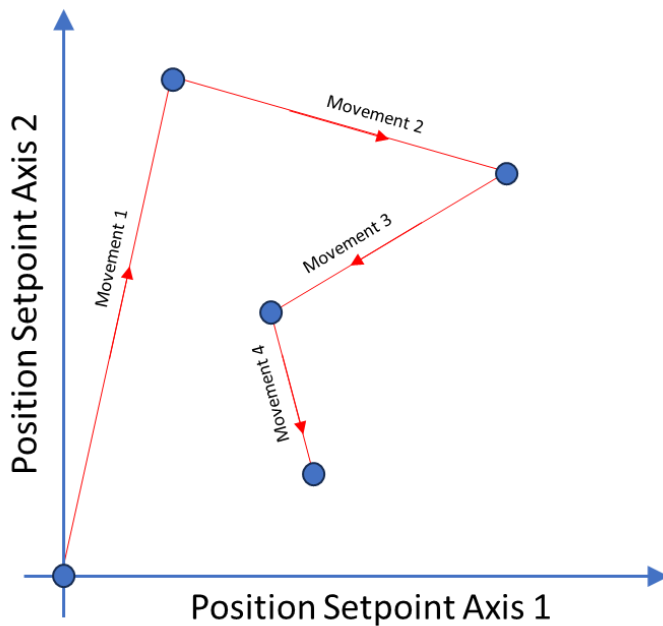 Position Setpoint Axis 2
Movement 1
Movement 2
Movement 3
Movement 4
Position Setpoint Axis 1